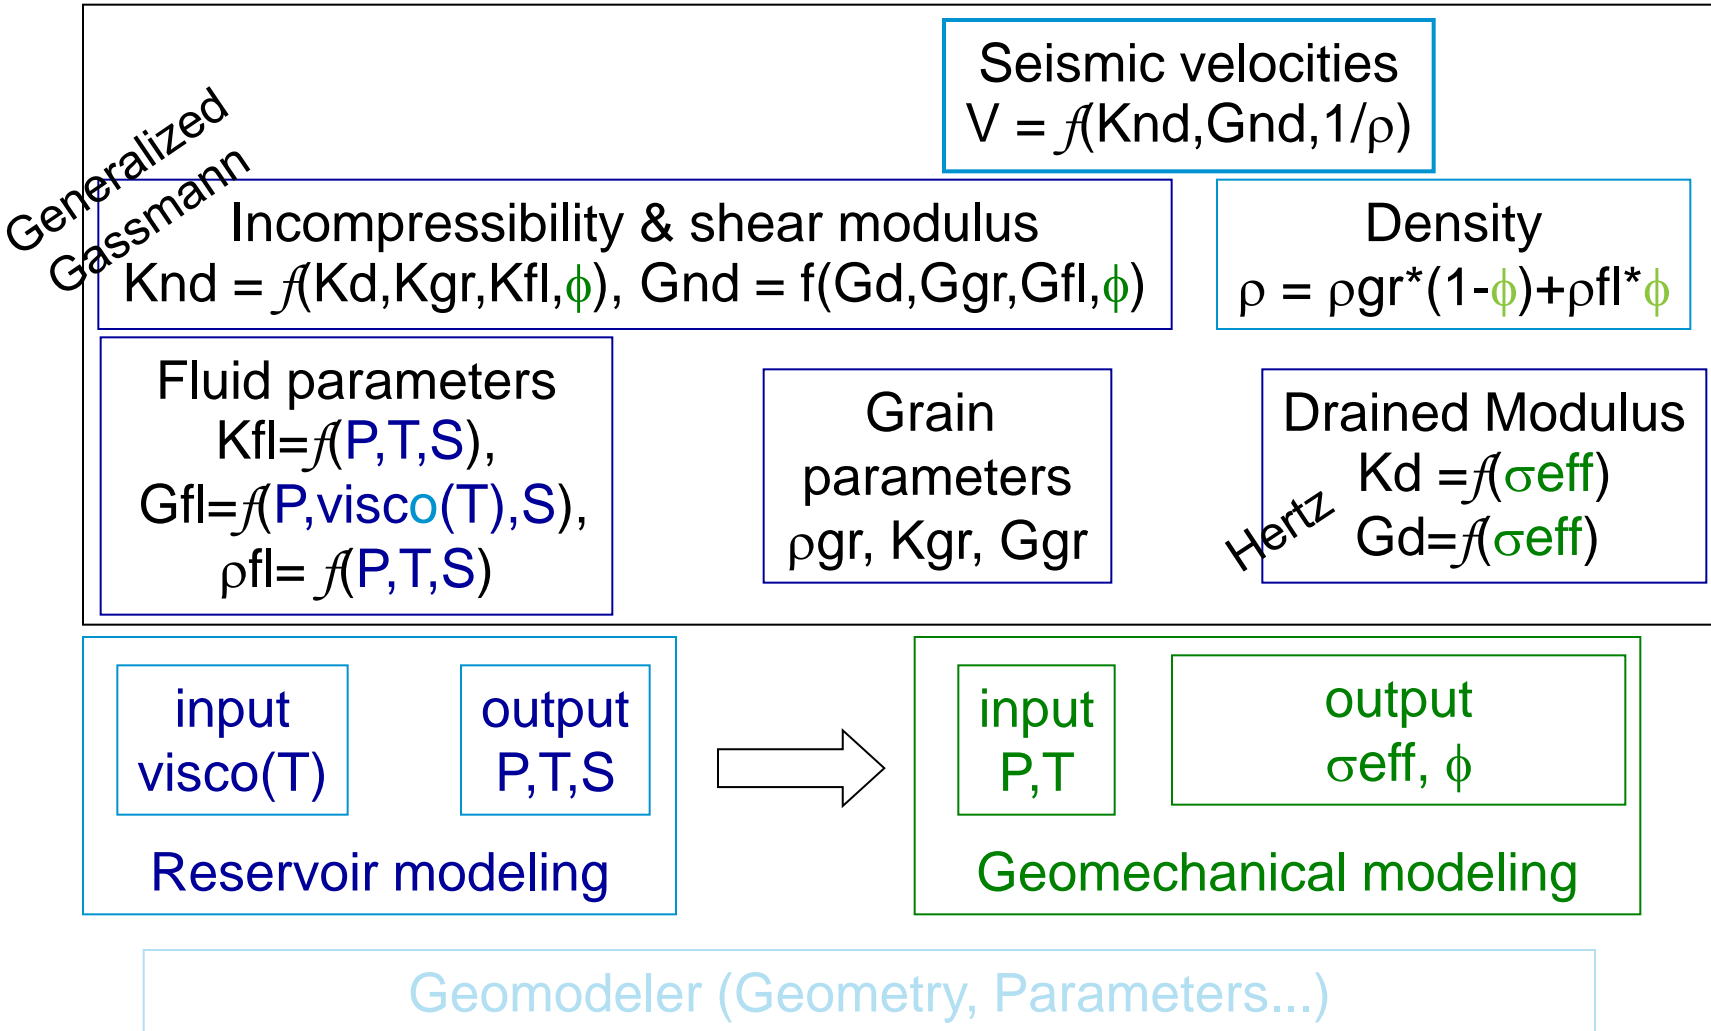 Seismic velocities
V = f(Knd,Gnd,1/ρ)
Generalized
Gassmann
Incompressibility & shear modulus
Knd = f(Kd,Kgr,Kfl,ϕ), Gnd = f(Gd,Ggr,Gfl,ϕ)
Density
ρ = ρgr*(1-ϕ)+ρfl*ϕ
Fluid parameters
Kfl=f(P,T,S),
Gfl=f(P,visco(T),S),
ρfl= f(P,T,S)
Grain
parameters
ρgr, Kgr, Ggr
Hertz
Drained Modulus
Kd =f(σeff)
Gd=f(σeff)
input
visco(T)
output
P,T,S
Reservoir modeling
input
P,T
output
σeff, ϕ
Geomechanical modeling
Geomodeler (Geometry, Parameters...)